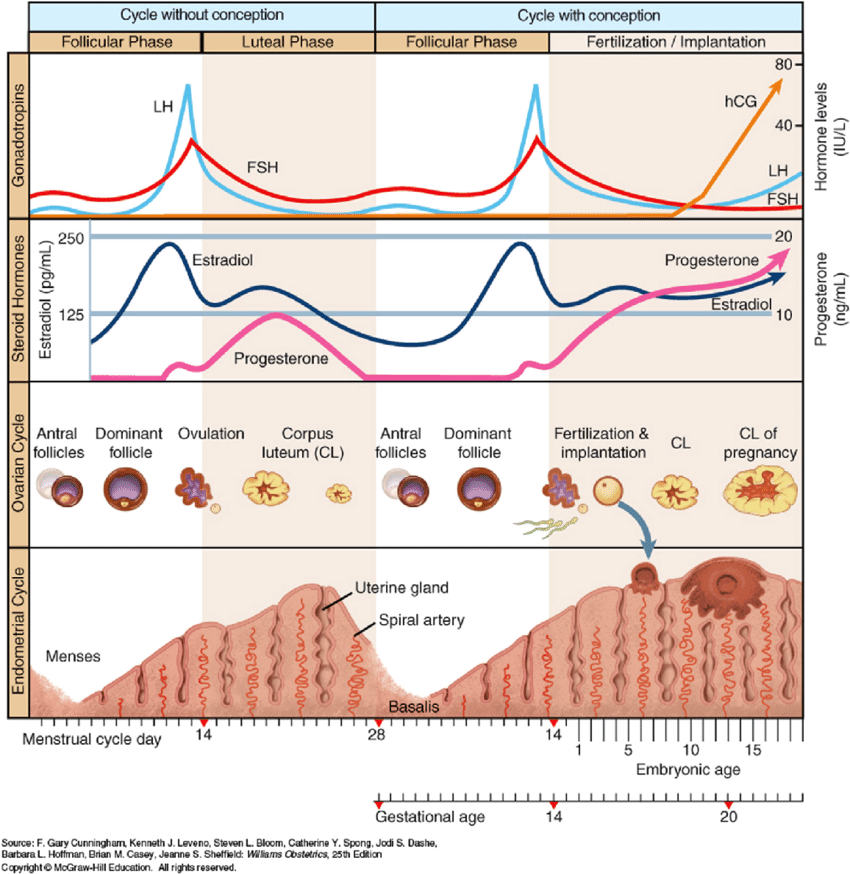 Cycle without conception
Cycle with conception
Follicular Phase
Luteal Phase
Follicular Phase
Fertilization / Implantation
Gonadotropins
LH
FSH
hCG
LH
FSH
80
40
Hormone levels
(IU/L)
Steroid Hormones
Estradiol (pg/mL)
250
125
Estradiol
Progesterone
Progesterone
Estradiol
20
10
Progesterone
(ng/mL)
Ovarian Cycle
Antral
follicles
Dominant
follicle
Ovulation
Corpus
luteum (CL)
Antral
follicles
Dominant
follicle
Fertilization &
implantation
CL
CL of
pregnancy
Endometrial Cycle
Menses
Uterine gland
Spiral artery
Basalis
Menstrual cycle day
14
28
14
1
5
10
15
Embryonic age
Gestational age
14
20
Source: F. Gary Cunningham, Kenneth J. Leveno, Steven L. Bloom, Catherine Y. Spong, Jodi S. Dashe,
Barbara L. Hoffman, Brian M. Casey, Jeanne S. Sheffield: Williams Obstetrics, 25th Edition
Copyright © McGraw-Hill Education. All rights reserved.